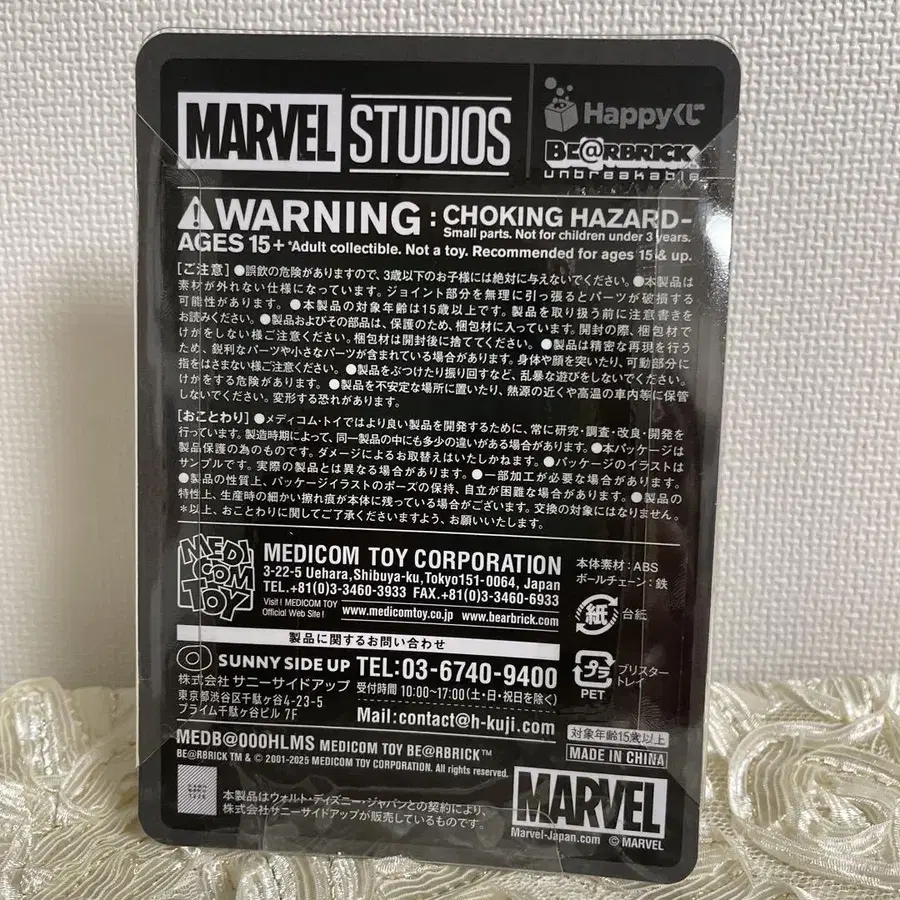 MARVEL STUDIOS
Happyくじ
BE@RBRICK
unbreakable
WARNING : CHOKING HAZARD-
Small parts. Not for children under 3 years.
AGES 15+ *Adult collectible. Not a toy. Recommended for ages 15 & up.
[ご注意] ●誤飲の危険がありますので、3歳以下のお子様には絶対に与えないでください。●本製品は
素材が外れない仕様になっています。ジョイント部分を無理に引っ張るとパーツが破損する
可能性があります。 ●本製品の対象年齢は15歳以上です。製品を取り扱う前に注意書きを
お読みください。●製品およびその部品は、保護のため、梱包材に入っています。開封の際、梱包材で
けがをしない様ご注意ください。梱包材は開封後に捨ててください。 ●製品は精密な再現を行う
ため、鋭利なパーツや小さなパーツが含まれている場合があります。身体や顔を突いたり、可動部分に
指をはさまない様ご注意ください。 ●製品をぶつけたり振り回すなど、乱暴な遊びをしないでください。
けがをする危険があります。 ●製品を不安定な場所に置いたり、熱源の近くや高温の車内等に保管
しないでください。変形する恐れがあります。
[おことわり] ●メディコム・トイではより良い製品を開発するために、常に研究・調査・改良・開発を
行っています。製造時期によって、同一製品の中にも多少の違いがある場合があります。●本パッケージは
製品保護の為のものです。ダメージによるお取替えはいたしかねます。 ●パッケージのイラストは
サンプルです。実際の製品とは異なる場合があります。 ●一部加工が必要な場合があります。
●製品の性質上、パッケージイラストのポーズの保持、自立が困難な場合があります。 ●製品の
特性上、生産時の細かい擦れ痕が本体に残っている場合がございます。交換の対象にはなりません。
*以上、おことわりに関してご了承くださいますよう、お願いいたします。
MEDI COM TOY
MEDICOM TOY CORPORATION
3-22-5 Uehara,Shibuya-ku,Tokyo151-0064, Japan
TEL.+81(0)3-3460-3933 FAX.+81(0)3-3460-6933
Visit ! MEDICOM TOY
Official Web Site !
www.medicomtoy.co.jp www.bearbrick.com
本体素材:ABS
ボールチェーン:鉄
紙 台紙
製品に関するお問い合わせ
SUNNY SIDE UP TEL:03-6740-9400
株式会社 サニーサイドアップ 受付時間 10:00~17:00(土・日・祝日を除く)
東京都渋谷区千駄ヶ谷4-23-5
プライム千駄ヶ谷ビル 7F
Mail:contact@h-kuji.com
プラ
PET
ブリスター
トレイ
対象年齢15歳以上
MADE IN CHINA
MEDB@000HLMS MEDICOM TOY BE@RBRICK™
BE@RBRICK TM & © 2001-2025 MEDICOM TOY CORPORATION. All rights reserved.
本製品はウォルト・ディズニー・ジャパンとの契約により、
株式会社サニーサイドアップが販売しているものです。
MARVEL
Marvel-Japan.com © MARVEL